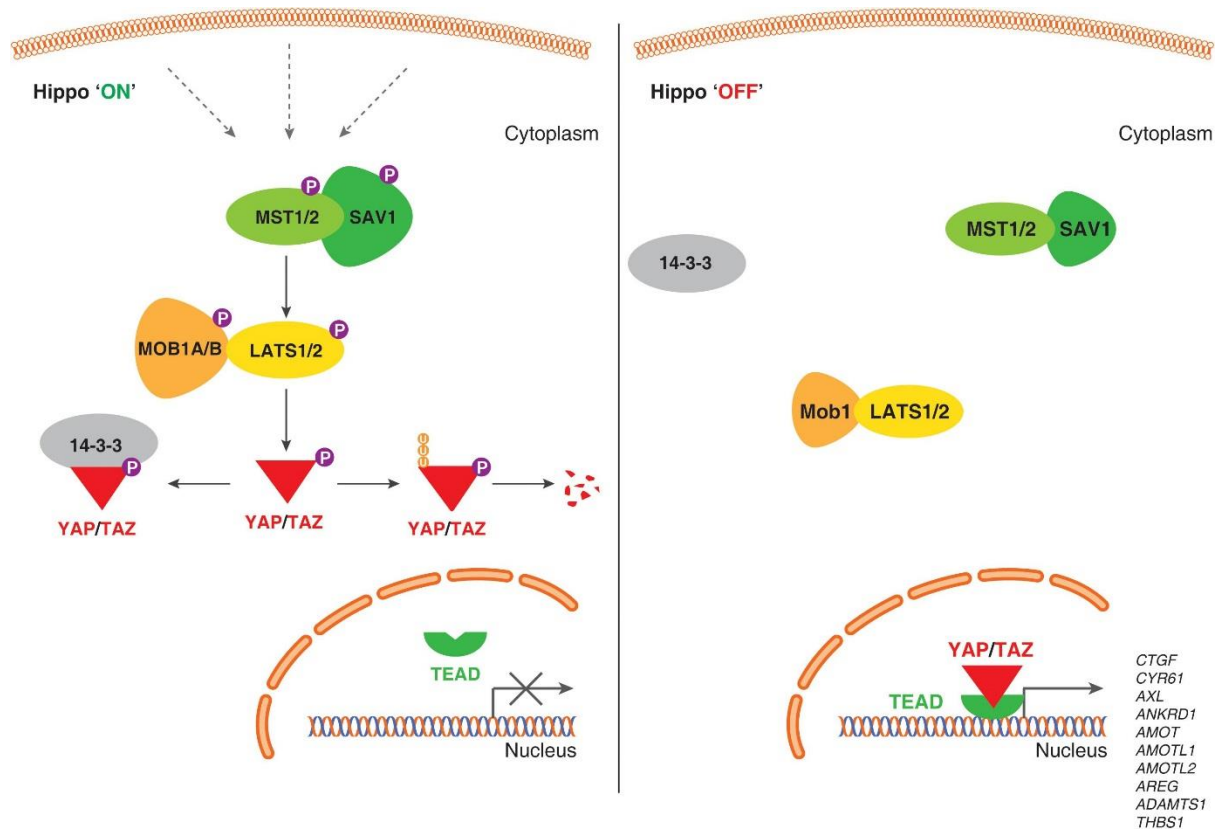 Hippo 'ON'
Cytoplasm
P
P
MST1/2
SAV1
P
P
MOB1A/B
LATS1/2
14-3-3
P
P
U
U
U
P
YAP/TAZ
YAP/TAZ
YAP/TAZ
TEAD
Nucleus
Hippo 'OFF'
Cytoplasm
MST1/2
SAV1
14-3-3
Mob1
LATS1/2
YAP/TAZ
TEAD
Nucleus
CTGF
CYR61
AXL
ANKRD1
AMOT
AMOTL1
AMOTL2
AREG
ADAMTS1
THBS1